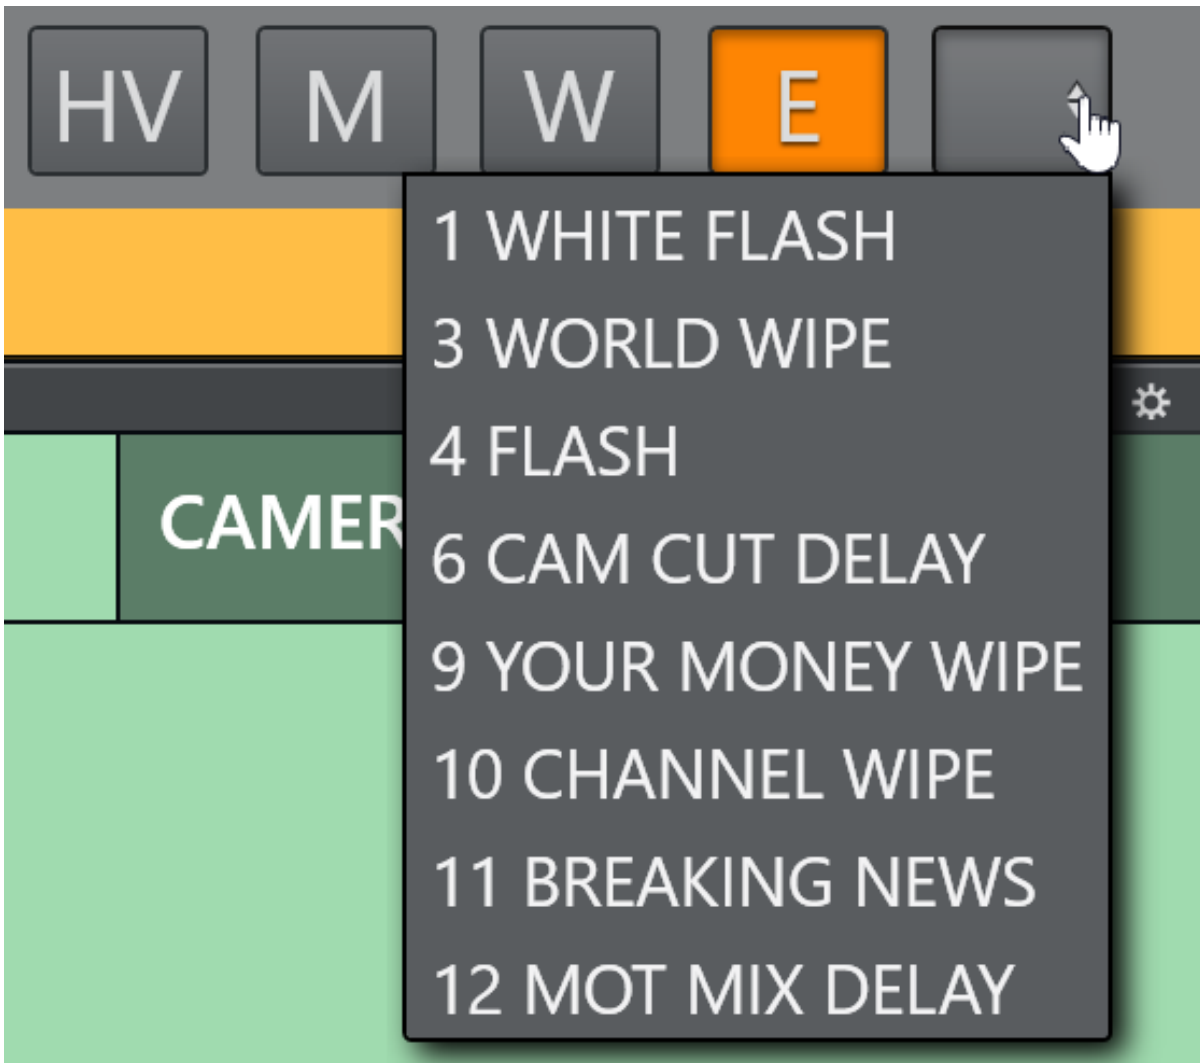 HV M W E
1 WHITE FLASH
3 WORLD WIPE
4 FLASH
6 CAM CUT DELAY
9 YOUR MONEY WIPE
10 CHANNEL WIPE
11 BREAKING NEWS
12 MOT MIX DELAY